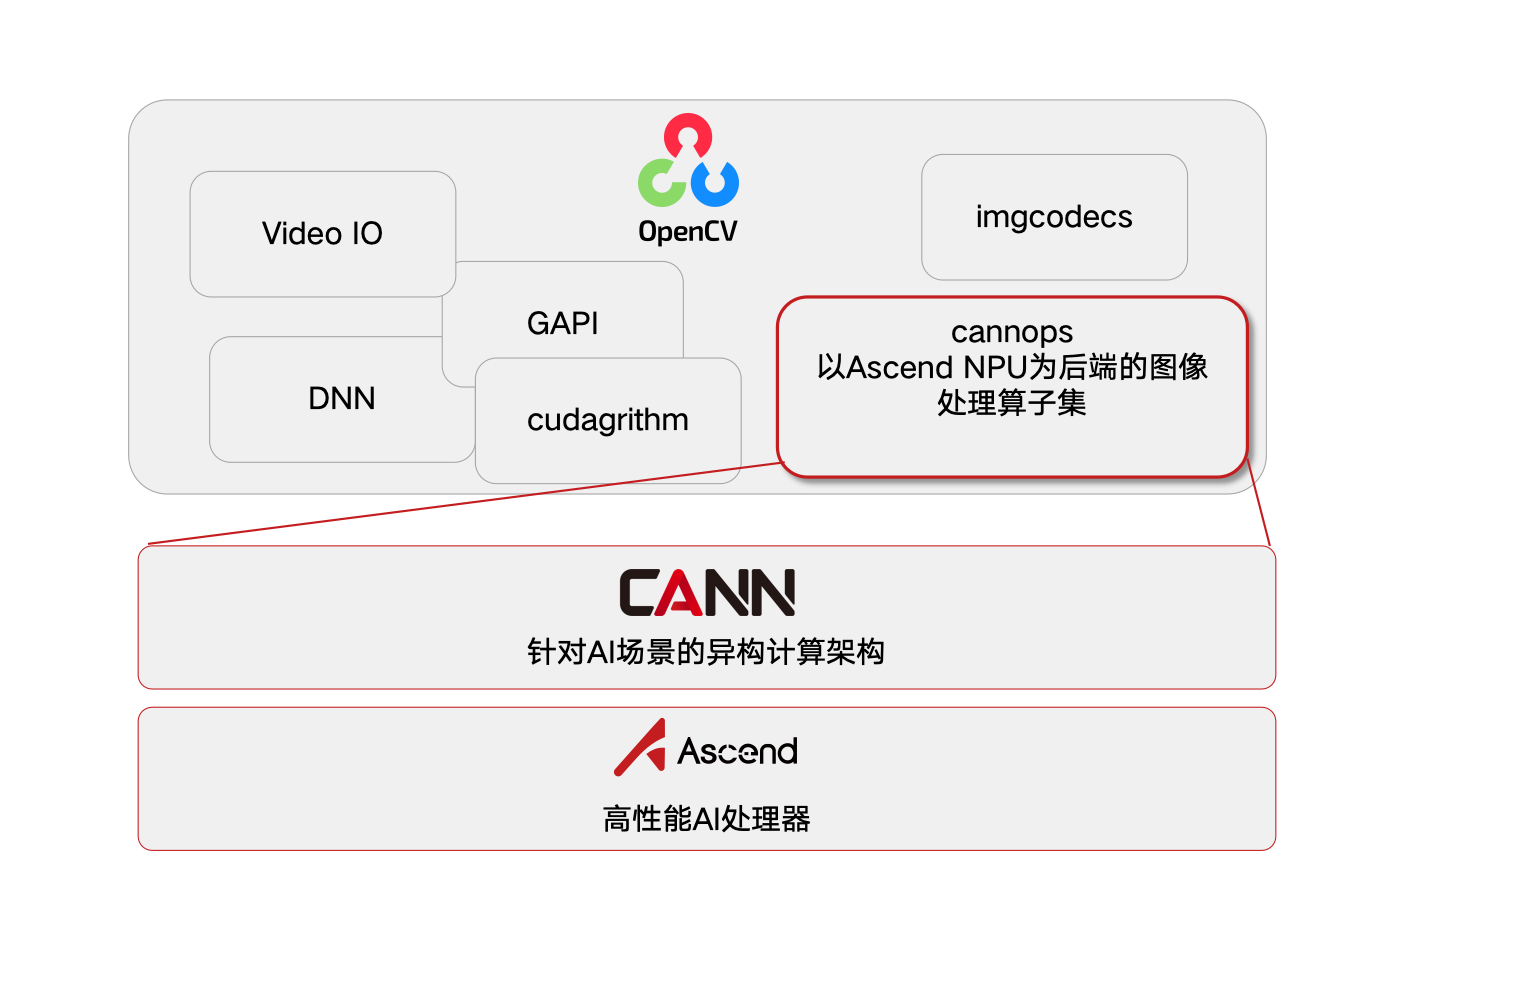 OpenCV
Video IO
imgcodecs
GAPI
DNN
cudagrithm
cannops
以Ascend NPU为后端的图像
处理算子集
CANN
针对AI场景的异构计算架构
Ascend
高性能AI处理器